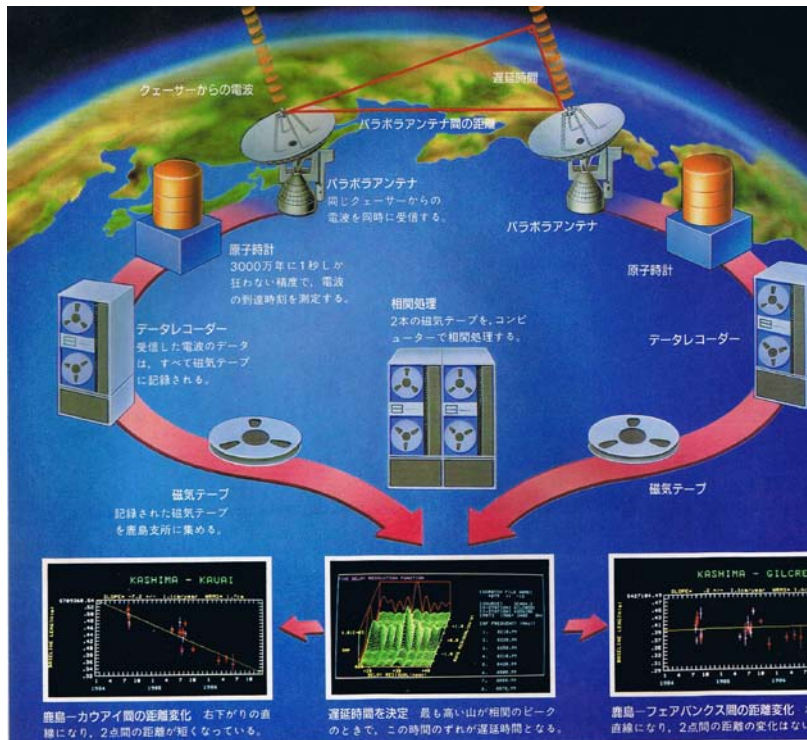 クェーサーからの電波
遅延時間
パラボラアンテナ間の距離
パラボラアンテナ
同じクェーサーからの
電波を同時に受信する。
パラボラアンテナ
原子時計
3000万年に1秒しか
狂わない精度で、電波
の到達時刻を測定する。
原子時計
データレコーダー
受信した電波のデータ
は、すべて磁気テープ
に記録される。
相関処理
2本の磁気テープを、コンピ
ューターで相関処理する。
データレコーダー
磁気テープ
記録された磁気テープ
を鹿島支所に集める。
磁気テープ
KASHIMA - KAUAI
1984
1985
1986
DELAY RESOLUTION FUNCTION
KASHIMA - GILCRE
1984
1985
鹿島—カウアイ間の距離変化 右下がりの直
線になり、2点間の距離が短くなっている。
遅延時間を決定 最も高い山が相関のピーク
のときで、この時間のずれが遅延時間となる。
鹿島—フェアバンクス間の距離変化
直線になり、2点間の距離の変化はない